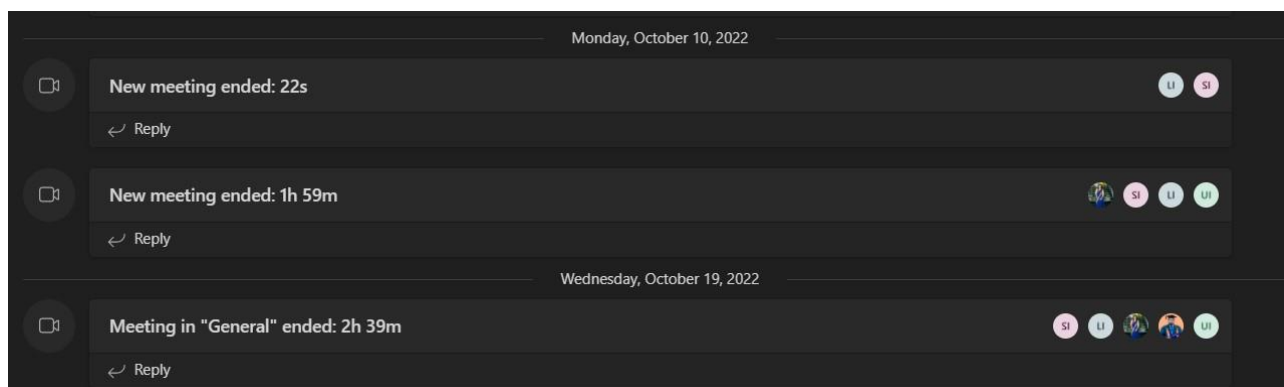 Monday, October 10, 2022
New meeting ended: 22s
LI SI
Reply
New meeting ended: 1h 59m
SI LI UI
Reply
Wednesday, October 19, 2022
Meeting in "General" ended: 2h 39m
SI LI UI
Reply